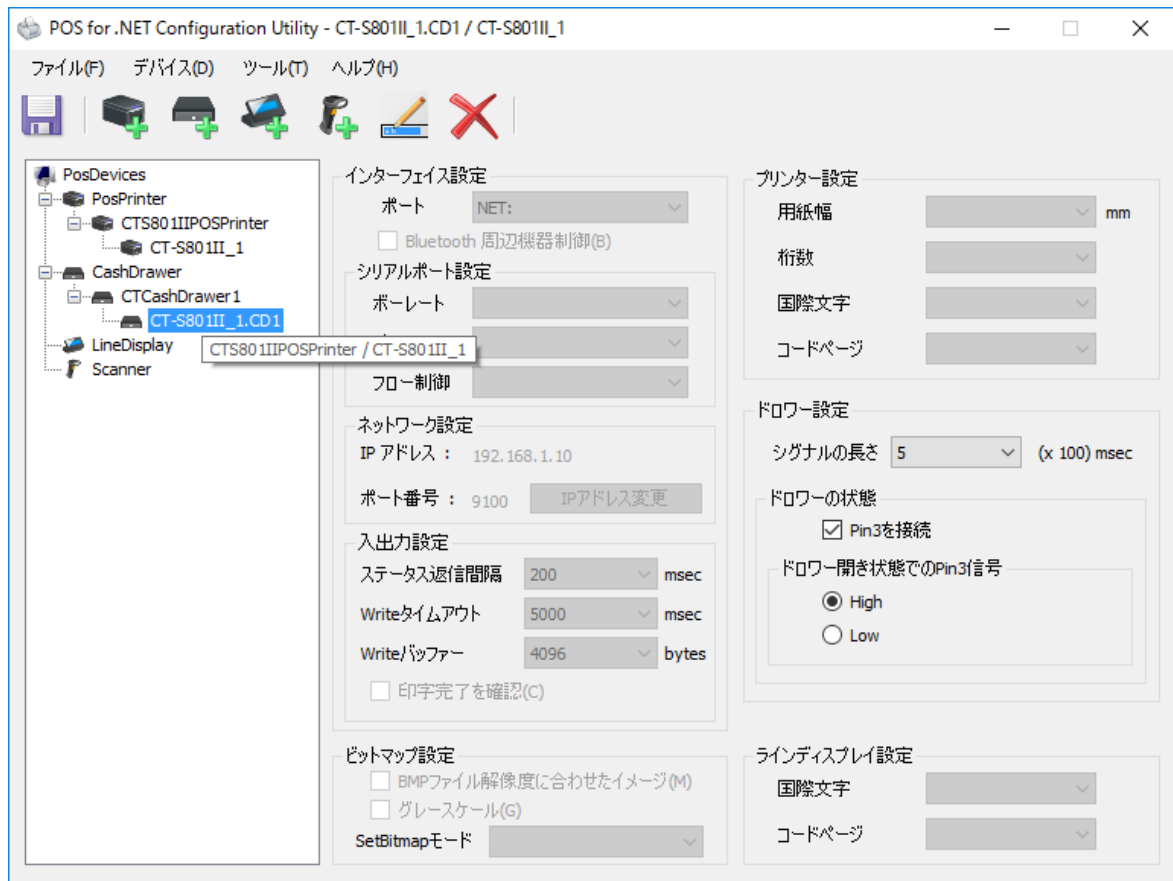 POS for .NET Configuration Utility - CT-S801II_1.CD1 / CT-S801II_1
ファイル(F) デバイス(D) ツール(T) ヘルプ(H)
PosDevices
PosPrinter
CTS801IIPOSPrinter
CT-S801II_1
CashDrawer
CTCashDrawer1
CT-S801II_1.CD1
LineDisplay
Scanner
CTS801IIPOSPrinter / CT-S801II_1
インターフェイス設定
ポート NET:
Bluetooth 周辺機器制御(B)
シリアルポート設定
ボーレート
フロー制御
ネットワーク設定
IP アドレス : 192.168.1.10
ポート番号 : 9100 IPアドレス変更
入出力設定
ステータス返信間隔 200 msec
Writeタイムアウト 5000 msec
Writeバッファー 4096 bytes
印字完了を確認(C)
ビットマップ設定
BMPファイル解像度に合わせたイメージ(M)
グレースケール(G)
SetBitmapモード
プリンター設定
用紙幅 mm
桁数
国際文字
コードページ
ドロワー設定
シグナルの長さ 5 (x 100) msec
ドロワーの状態
Pin3を接続
ドロワー開き状態でのPin3信号
High
Low
ラインディスプレイ設定
国際文字
コードページ